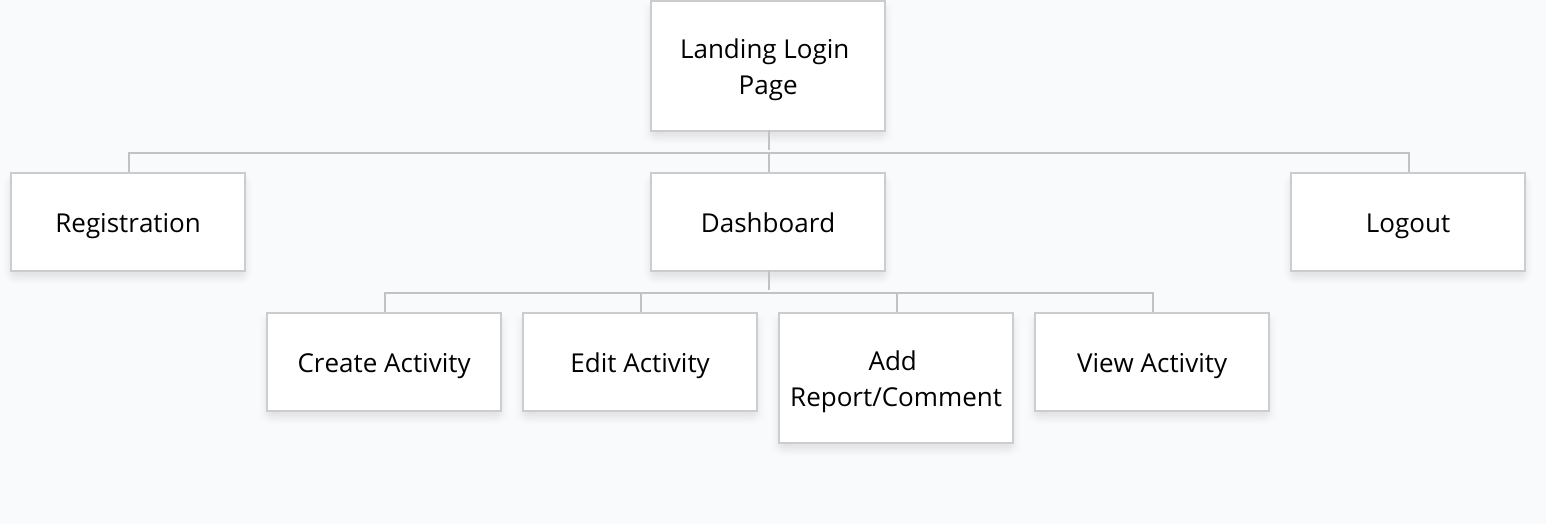 Landing Login
Page
Registration
Dashboard
Logout
Create Activity
Edit Activity
Add
Report/Comment
View Activity